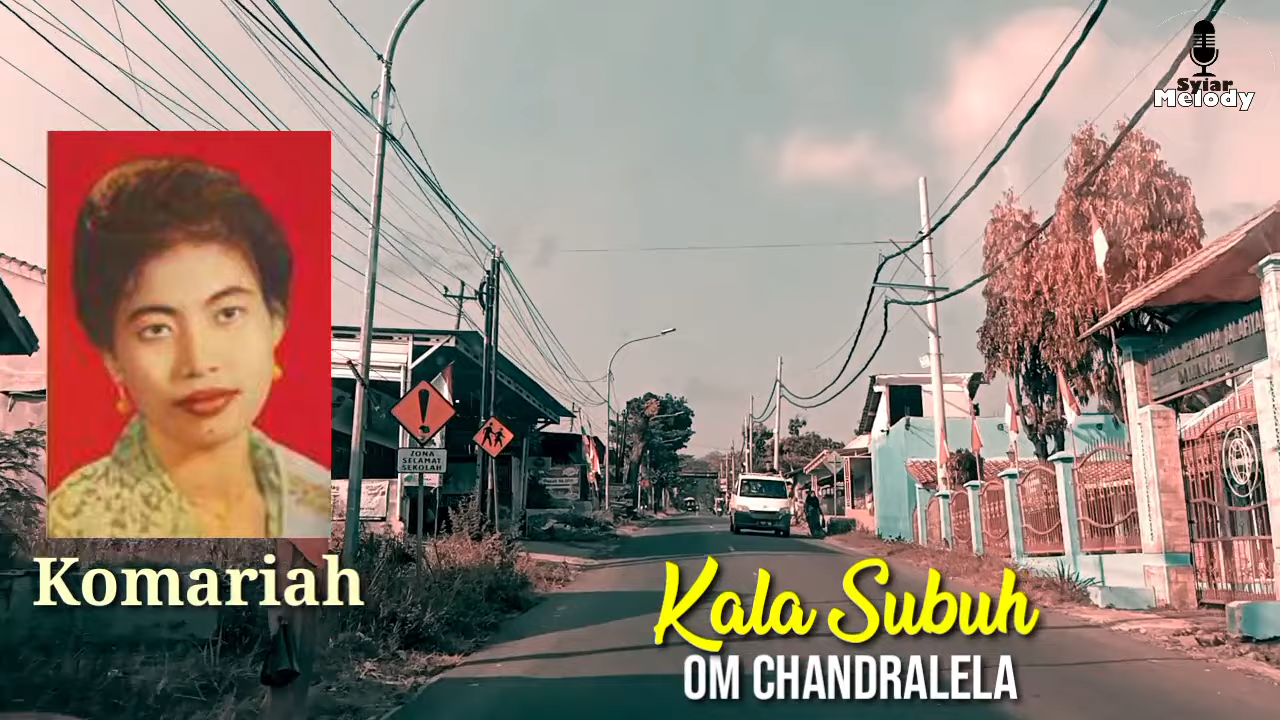 Syiar
Melody
ZONA
SELAMAT
SEKOLAH
Komariah
Kala Subuh
OM CHANDRALELA